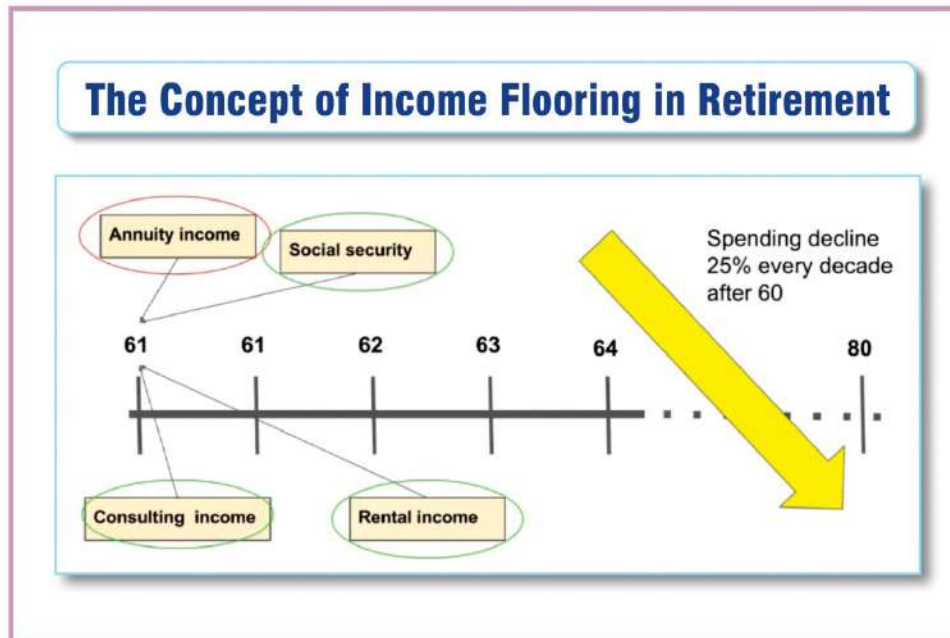 The Concept of Income Flooring in Retirement
Annuity income
Social security
Spending decline
25% every decade
after 60
61 61 62 63 64 80
Consulting income
Rental income